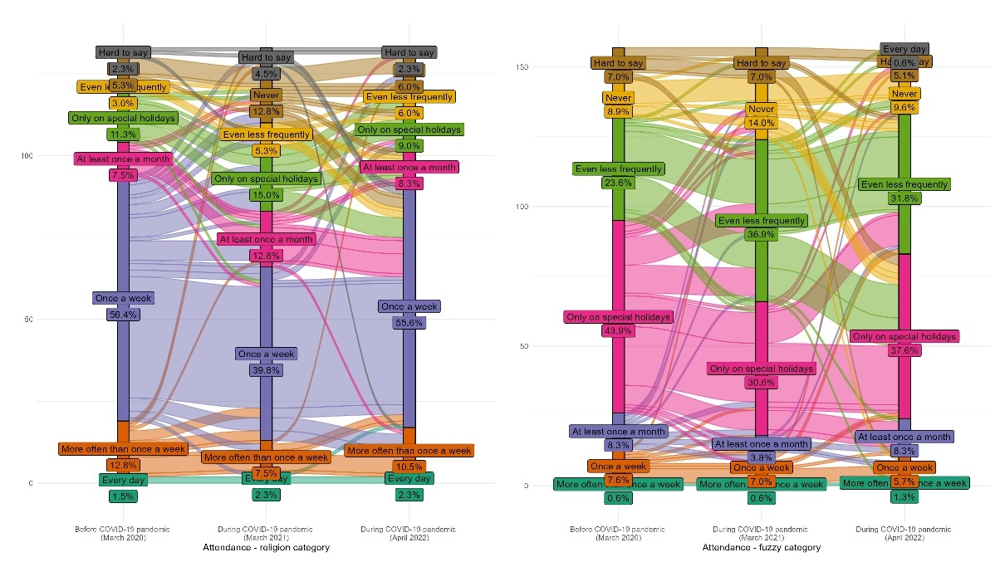 Hard to say
2.3%
5.3%
Even less frequently
3.0%
Only on special holidays
11.3%
At least once a month
7.5%
Once a week
56.4%
More often than once a week
12.8%
Every day
1.5%
Hard to say
4.5%
Never
12.8%
Even less frequently
5.3%
Only on special holidays
15.0%
At least once a month
12.8%
Once a week
39.8%
More often than once a week
7.5%
Every day
2.3%
Hard to say
2.3%
6.0%
Even less frequently
6.0%
Only on special holidays
9.0%
At least once a month
8.3%
Once a week
55.6%
More often than once a week
10.5%
Every day
2.3%
100
50
0
Before COVID-19 pandemic
(March 2020)
During COVID-19 pandemic
(March 2021)
During COVID-19 pandemic
(April 2022)
Attendance - religion category
Hard to say
7.0%
Never
8.9%
Even less frequently
23.6%
Only on special holidays
43.9%
At least once a month
8.3%
Once a week
7.6%
More often than once a week
0.6%
Hard to say
7.0%
Never
14.0%
Even less frequently
36.9%
Only on special holidays
30.6%
At least once a month
3.8%
Once a week
7.0%
More often than once a week
0.6%
Every day
0.6%
Hard to say
5.1%
Never
9.6%
Even less frequently
31.8%
Only on special holidays
37.6%
At least once a month
8.3%
Once a week
5.7%
More often than once a week
1.3%
150
100
50
0
Before COVID-19 pandemic
(March 2020)
During COVID-19 pandemic
(March 2021)
During COVID-19 pandemic
(April 2022)
Attendance - fuzzy category